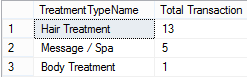 TreatmentTypeName Total Transaction
1 Hair Treatment 13
2 Message / Spa 5
3 Body Treatment 1